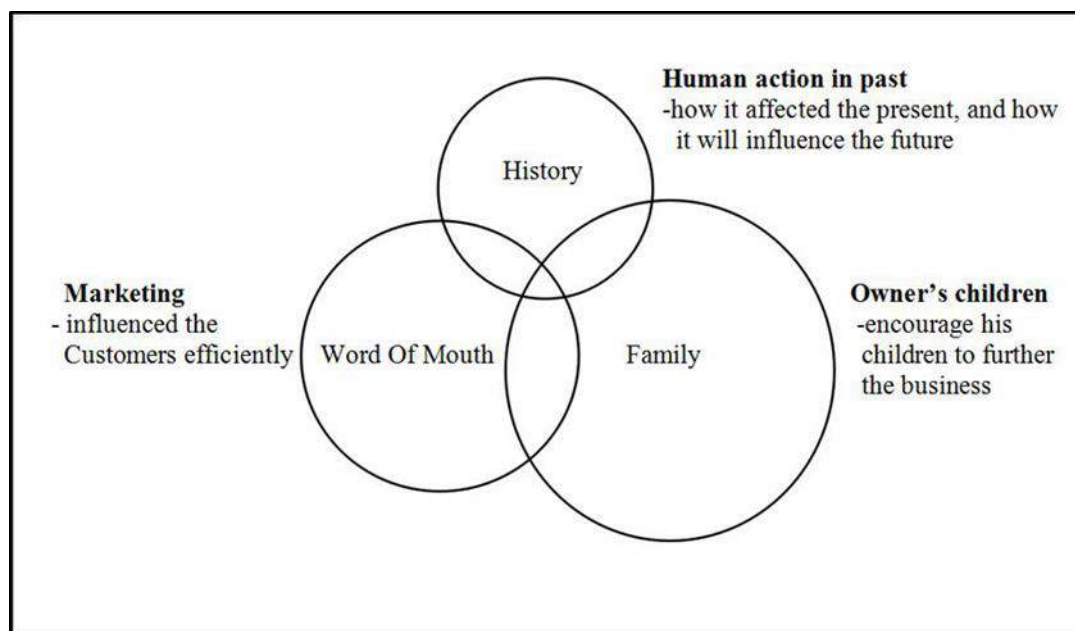 Human action in past
-how it affected the present, and how
it will influence the future
History
Marketing
- influenced the
Customers efficiently
Word Of Mouth
Family
Owner's children
-encourage his
children to further
the business